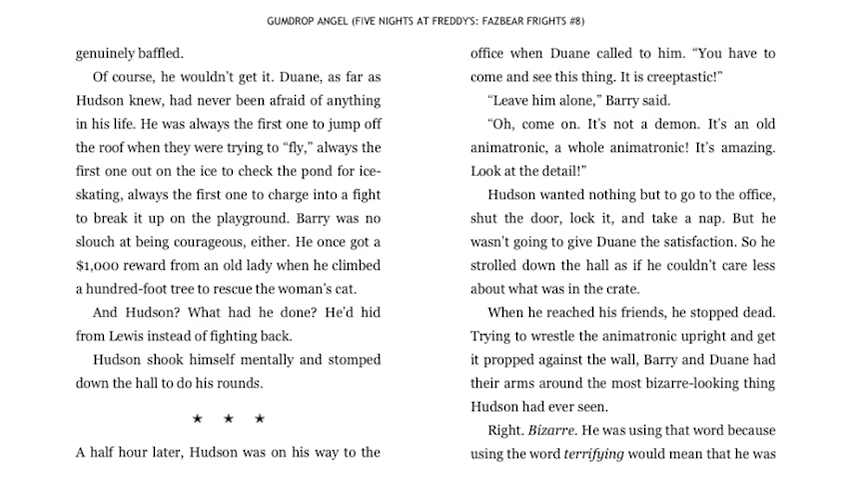 GUMDROP ANGEL (FIVE NIGHTS AT FREDDY'S: FAZBEAR FRIGHTS #8)
genuinely baffled.
Of course, he wouldn't get it. Duane, as far as
Hudson knew, had never been afraid of anything
in his life. He was always the first one to jump off
the roof when they were trying to “fly,” always the
first one out on the ice to check the pond for ice-
skating, always the first one to charge into a fight
to break it up on the playground. Barry was no
slouch at being courageous, either. He once got a
$1,000 reward from an old lady when he climbed
a hundred-foot tree to rescue the woman's cat.
And Hudson? What had he done? He'd hid
from Lewis instead of fighting back.
Hudson shook himself mentally and stomped
down the hall to do his rounds.
★ ★ ★
A half hour later, Hudson was on his way to the
office when Duane called to him. “You have to
come and see this thing. It is creeptastic!”
“Leave him alone,” Barry said.
“Oh, come on. It's not a demon. It's an old
animatronic, a whole animatronic! It's amazing.
Look at the detail!”
Hudson wanted nothing but to go to the office,
shut the door, lock it, and take a nap. But he
wasn't going to give Duane the satisfaction. So he
strolled down the hall as if he couldn't care less
about what was in the crate.
When he reached his friends, he stopped dead.
Trying to wrestle the animatronic upright and get
it propped against the wall, Barry and Duane had
their arms around the most bizarre-looking thing
Hudson had ever seen.
Right. Bizarre. He was using that word because
using the word terrifying would mean that he was